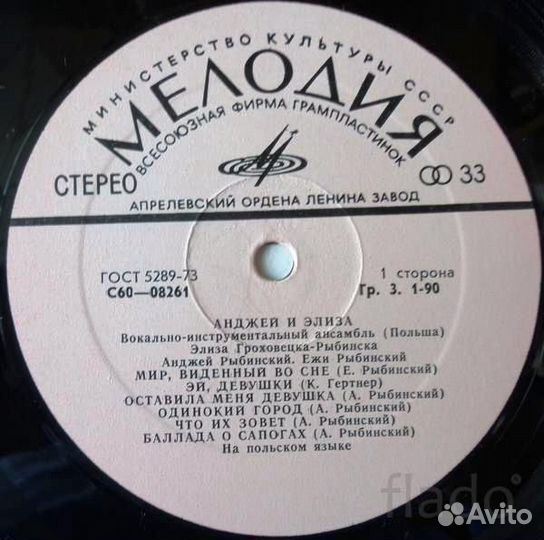 МИНИСТЕРСТВО КУЛЬТУРЫ СССР
МЕЛОДИЯ
ВСЕСОЮЗНАЯ ФИРМА ГРАМПЛАСТИНОК
СТЕРЕО 33
АПРЕЛЕВСКИЙ ОРДЕНА ЛЕНИНА ЗАВОД
ГОСТ 5289-73 1 сторона
С60—08261 Гр. 3. 1-90
АНДЖЕЙ И ЭЛИЗА
Вокально-инструментальный ансамбль (Польша)
Элиза Гроховецка-Рыбинска
Анджей Рыбинский. Ежи Рыбинский
МИР, ВИДЕННЫЙ ВО СНЕ (Е. Рыбинский)
ЭЙ, ДЕВУШКИ (К. Гертнер)
ОСТАВИЛА МЕНЯ ДЕВУШКА (А. Рыбинский)
ОДИНОКИЙ ГОРОД (А. Рыбинский)
ЧТО ИХ ЗОВЕТ (А. Рыбинский)
БАЛЛАДА О САПОГАХ (А. Рыбинский)
На польском языке
flado
Avito